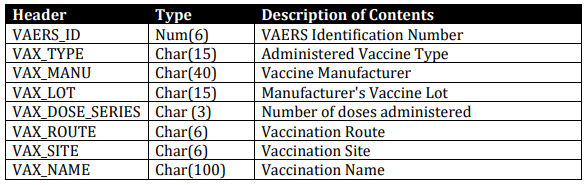 Header Type Description of Contents
VAERS_ID Num(6) VAERS Identification Number
VAX_TYPE Char(15) Administered Vaccine Type
VAX_MANU Char(40) Vaccine Manufacturer
VAX_LOT Char(15) Manufacturer's Vaccine Lot
VAX_DOSE_SERIES Char (3) Number of doses administered
VAX_ROUTE Char(6) Vaccination Route
VAX_SITE Char(6) Vaccination Site
VAX_NAME Char(100) Vaccination Name